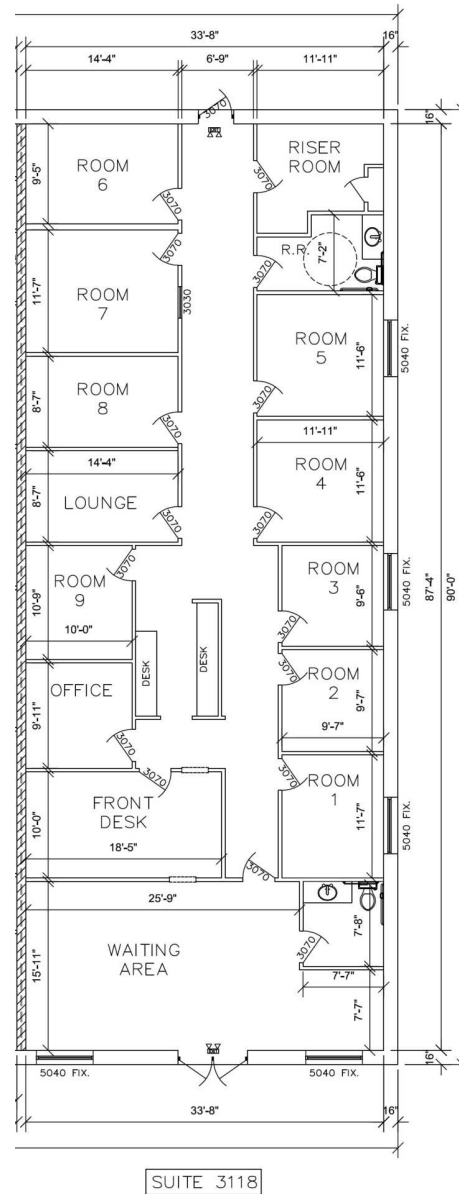 33'-8"
14'-4"
6'-9"
11'-11"
16"
3070
16"
9'-5"
ROOM
6
3070
RISER
ROOM
3070
3070
11'-7"
ROOM
7
3030
R.R.
7'-2"
3070
ROOM
5
11'-6"
3070
5040 FIX.
8'-7"
ROOM
8
3070
14'-4"
8'-7"
LOUNGE
3070
11'-11"
ROOM
4
11'-6"
3070
10'-9"
ROOM
9
3070
10'-0"
ROOM
3
9'-6"
3070
5040 FIX.
87'-4"
90'-0"
DESK
DESK
OFFICE
9'-11"
3070
3070
ROOM
2
9'-7"
9'-7"
10'-0"
FRONT
DESK
18'-5"
3070
3070
ROOM
1
11'-7"
5040 FIX.
3070
25'-9"
WAITING
AREA
15'-11"
7'-8"
3070
7'-7"
7'-7"
16"
5040 FIX.
5040 FIX.
33'-8"
16"
SUITE 3118